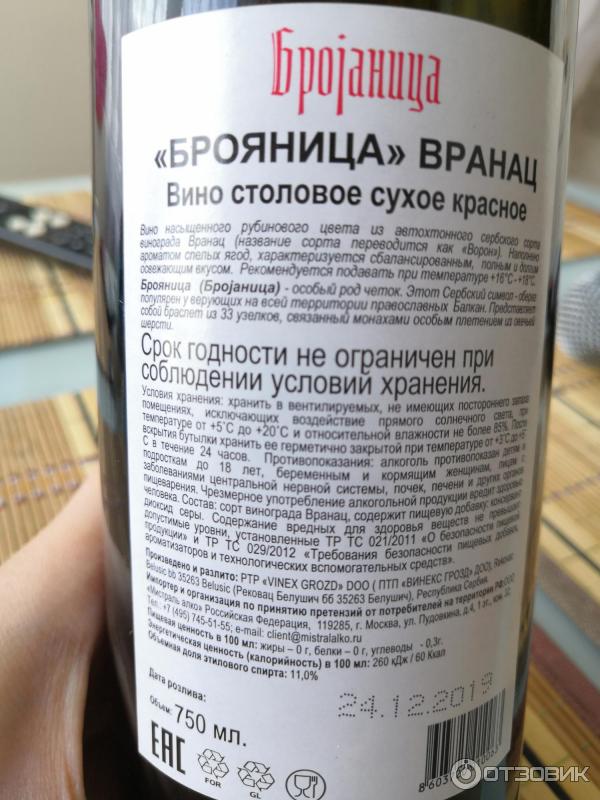 Бројаница
«БРОЯНИЦА» ВРАНАЦ
Вино столовое сухое красное
Вино насыщенного рубинового цвета из автохтонного сербского сорта
винограда Вранац (название сорта переводится как «Ворон»). Наполнено
ароматом спелых ягод, характеризуется сбалансированным, полным и долгим
освежающим вкусом. Рекомендуется подавать при температуре +16°С - +18°С.
Брояница (Бројаница) - особый род четок. Этот Сербский символ - оберег
популярен у верующих на всей территории православных Балкан. Представляет
собой браслет из 33 узелков, связанный монахами особым плетением из овечьей
шерсти.
Срок годности не ограничен при
соблюдении условий хранения.
Условия хранения: хранить в вентилируемых, не имеющих постороннего запаха
помещениях, исключающих воздействие прямого солнечного света, при
температуре от +5°С до +20°С и относительной влажности не более 85%. После
вскрытия бутылки хранить ее герметично закрытой при температуре от +3°С до +5°
С в течение 24 часов. Противопоказания: алкоголь противопоказан детям и
подросткам до 18 лет, беременным и кормящим женщинам, лицам с
заболеваниями центральной нервной системы, почек, печени и других органов
пищеварения. Чрезмерное употребление алкогольной продукции вредит здоровью
человека. Состав: сорт винограда Вранац, содержит пищевую добавку: консервант
диоксид серы. Содержание вредных для здоровья веществ не превышает
допустимые уровни, установленные ТР ТС 021/2011 «О безопасности пищевой
продукции» и ТР ТС 029/2012 «Требования безопасности пищевых добавок,
ароматизаторов и технологических вспомогательных средств».
Произведено и разлито: PTP «VINEX GROZD» DOO ( ПТП «ВИНЕКС ГРОЗД» ДОО),
Belusic bb 35263 Belusic (Рековац Белушич бб 35263 Белушич), Республика Сербия.
Импортер и организация по принятию претензий от потребителей на территории РФ:ООО
«Мистраль алко» Российская Федерация, 119285, г. Москва, ул. Пудовкина, д.4, 1 эт., ком. 32,
Тел.: +7 (495) 745-51-55; e-mail: client@mistralalko.ru
Пищевая ценность в 100 мл: жиры – 0 г, белки – 0 г, углеводы - 0,3г.
Энергетическая ценность (калорийность) в 100 мл: 260 кДж / 60 Ккал
Объемная доля этилового спирта: 11,0%
Дата розлива:
24.12.2019
Объем: 750 мл.
EAC
FOR
GL
8 603
ОТЗОВИК